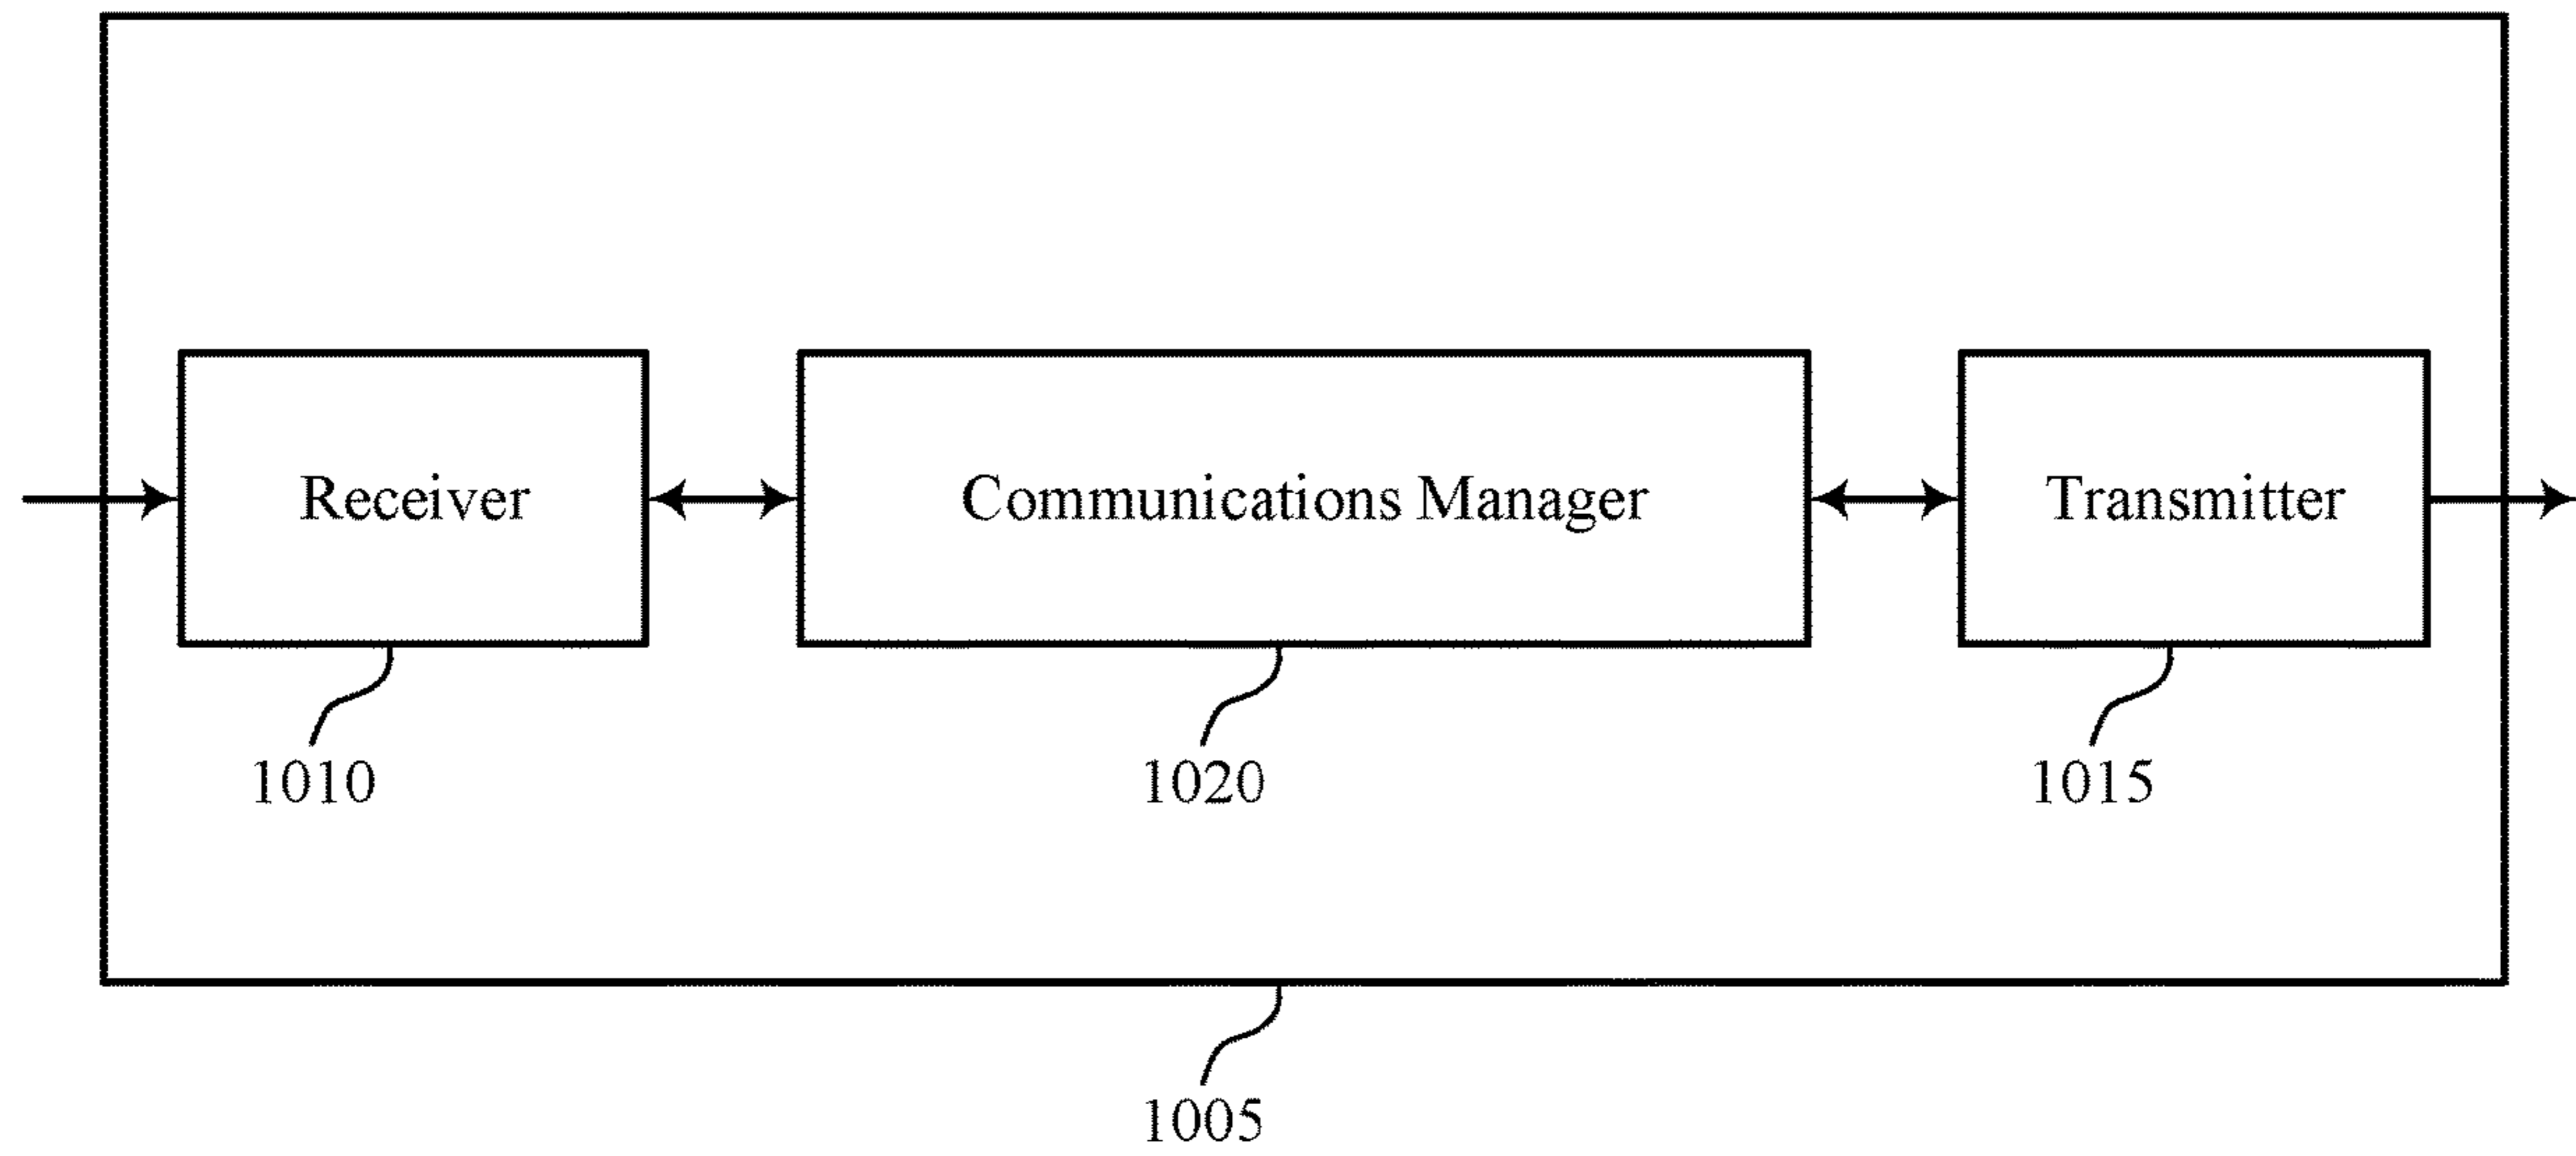 Receiver
Communications Manager
Transmitter
1010
1020
1015
1005